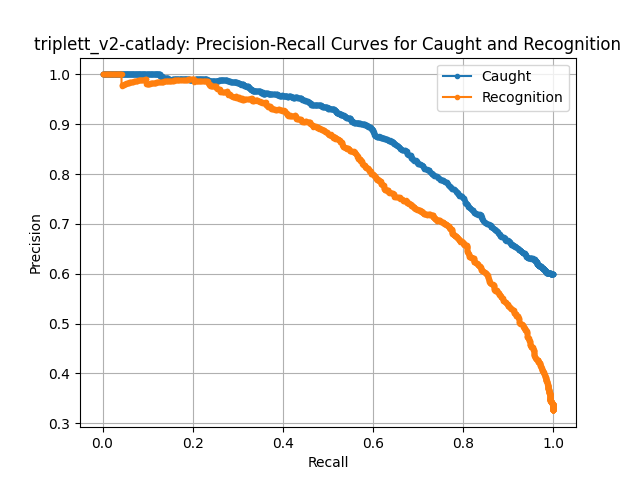 triplett_v2-catlady: Precision-Recall Curves for Caught and Recognition
Caught
Recognition
1.0
0.9
0.8
0.7
0.6
0.5
0.4
0.3
Precision
0.0 0.2 0.4 0.6 0.8 1.0
Recall